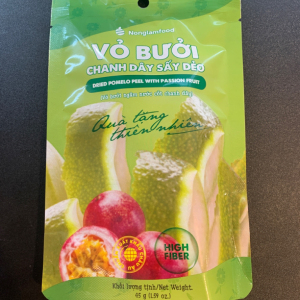 Nonglamfood
VỎ BƯỞI
CHANH DÂY SẤY DẺO
DRIED POMELO PEEL WITH PASSION FRUIT
Quà tặng
thiên nhiên
HIGH
FIBER
Khối lượng tịnh/Net Weight:
45 g (1.59 oz.)